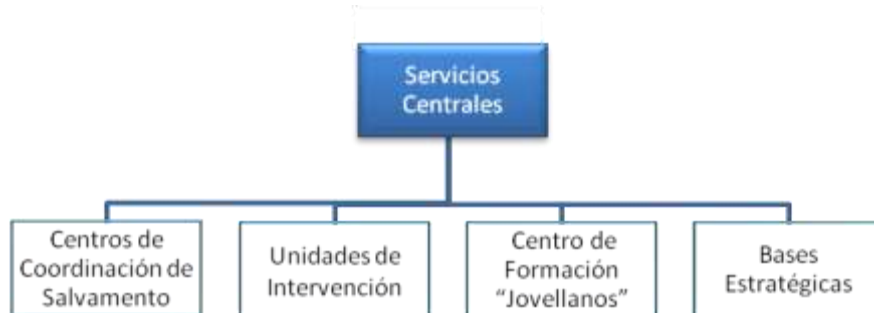 Servicios
Centrales
Centros de
Coordinación de
Salvamento
Unidades de
Intervención
Centro de
Formación
“Jovellanos”
Bases
Estratégicas